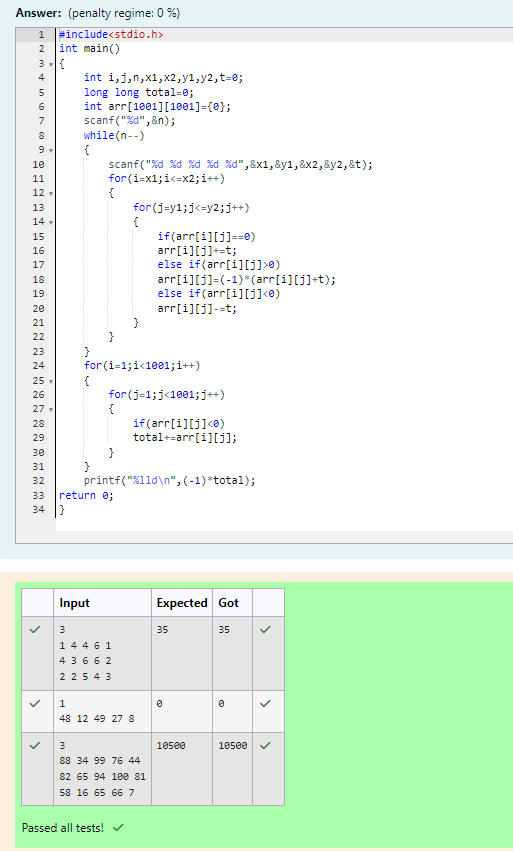 Answer: (penalty regime: 0 %)
1 #include<stdio.h>
2 int main()
3 {
4 int i,j,n,x1,x2,y1,y2,t=0;
5 long long total=0;
6 int arr[1001][1001]={0};
7 scanf("%d",&n);
8 while(n--)
9 {
10 scanf("%d %d %d %d %d",&x1,&y1,&x2,&y2,&t);
11 for(i=x1;i<=x2;i++)
12 {
13 for(j=y1;j<=y2;j++)
14 {
15 if(arr[i][j]==0)
16 arr[i][j]+=t;
17 else if(arr[i][j]>0)
18 arr[i][j]=(-1)*(arr[i][j]+t);
19 else if(arr[i][j]<0)
20 arr[i][j]-=t;
21 }
22 }
23 }
24 for(i=1;i<1001;i++)
25 {
26 for(j=1;j<1001;j++)
27 {
28 if(arr[i][j]<0)
29 total+=arr[i][j];
30 }
31 }
32 printf("%lld\n",(-1)*total);
33 return 0;
34 }
Input Expected Got
3 35 35
1 4 4 6 1
4 3 6 6 2
2 2 5 4 3
1 0 0
48 12 49 27 8
3 10500 10500
88 34 99 76 44
82 65 94 100 81
58 16 65 66 7
Passed all tests!